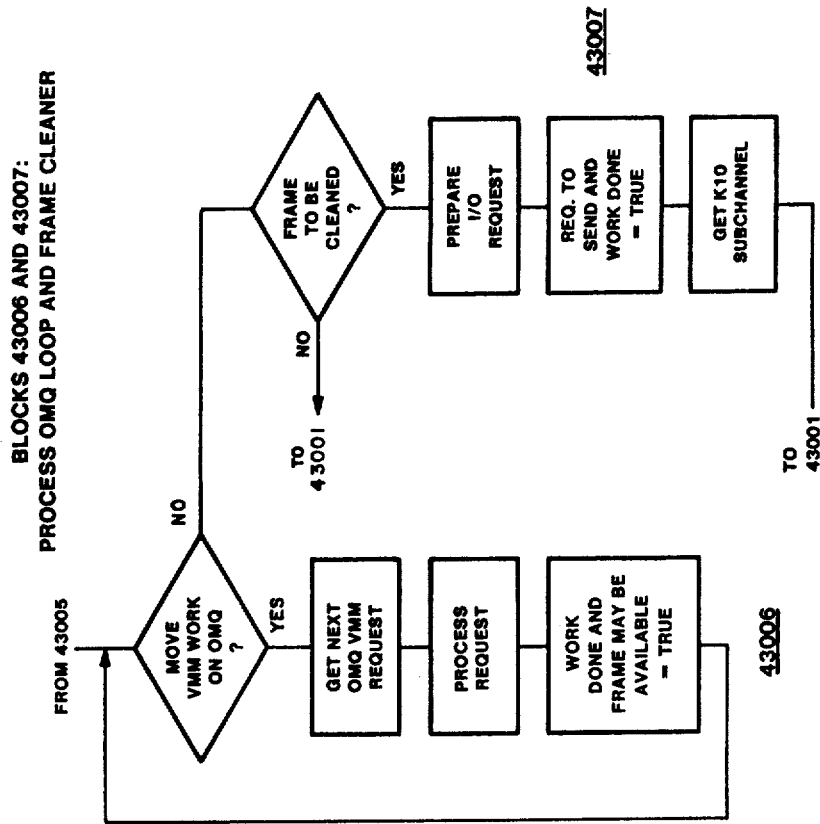 BLOCKS 43006 AND 43007:
PROCESS OMQ LOOP AND FRAME CLEANER
FROM 43005
MOVE
VMM WORK
ON OMQ
?
NO
YES
GET NEXT
OMQ VMM
REQUEST
PROCESS
REQUEST
WORK
DONE AND
FRAME MAY BE
AVAILABLE
= TRUE
43006
FRAME
TO BE
CLEANED
?
NO
TO
43001
YES
PREPARE
I/O
REQUEST
REQ. TO
SEND AND
WORK DONE
= TRUE
GET K10
SUBCHANNEL
TO
43001
43007